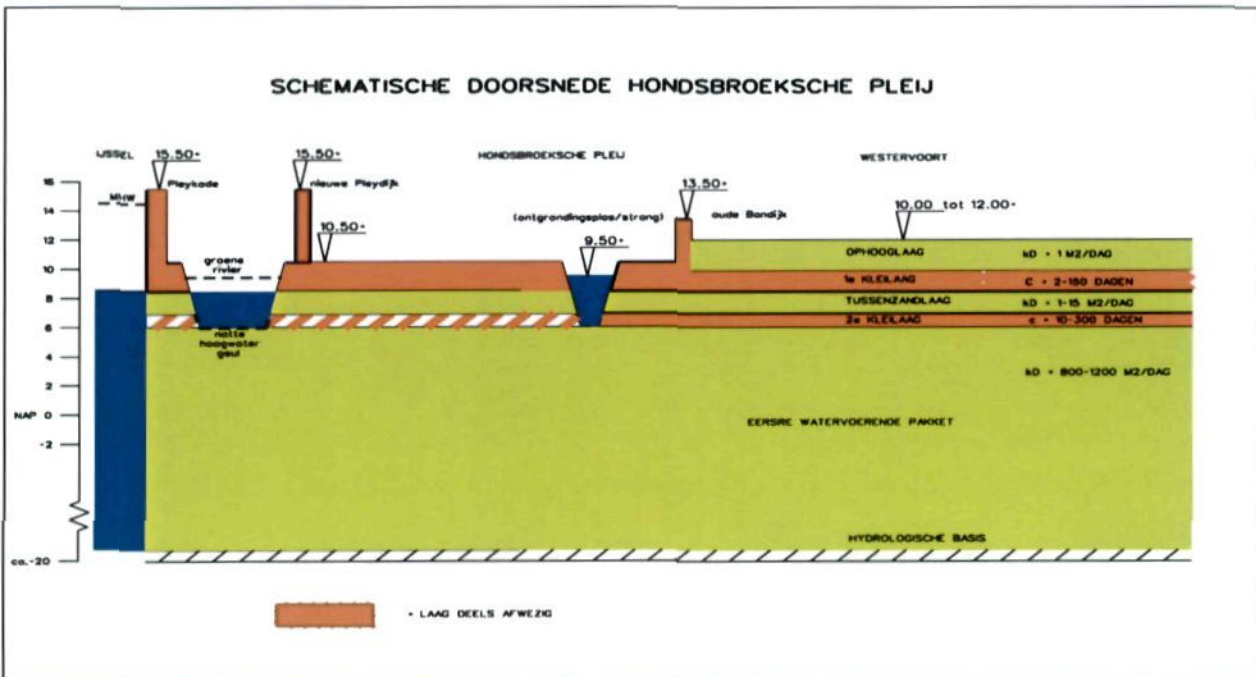 SCHEMATISCHE DOORSNEDE HONDSBROEKSCHE PLEIJ
IJSSEL
HONDSBROEKSCHE PLEIJ
WESTERVOORT
15.50+
15.50+
13.50+
10.00 tot 12.00+
10.50+
9.50+
Pleykade
nieuwe Pleydijk
(ontgrondingsplas/strang)
oude Bandijk
MHW
groene
rivier
natte
hoogwater
geul
16
14
12
10
8
6
4
2
NAP 0
-2
ca.-20
OPHOOGLAAG
kD = 1 M2/DAG
1e KLEILAAG
C = 2-150 DAGEN
TUSSENZANDLAAG
kD = 1-15 M2/DAG
2e KLEILAAG
c = 10-300 DAGEN
kD = 800-1200 M2/DAG
EERSRE WATERVOERENDE PAKKET
HYDROLOGISCHE BASIS
= LAAG DEELS AFWEZIG